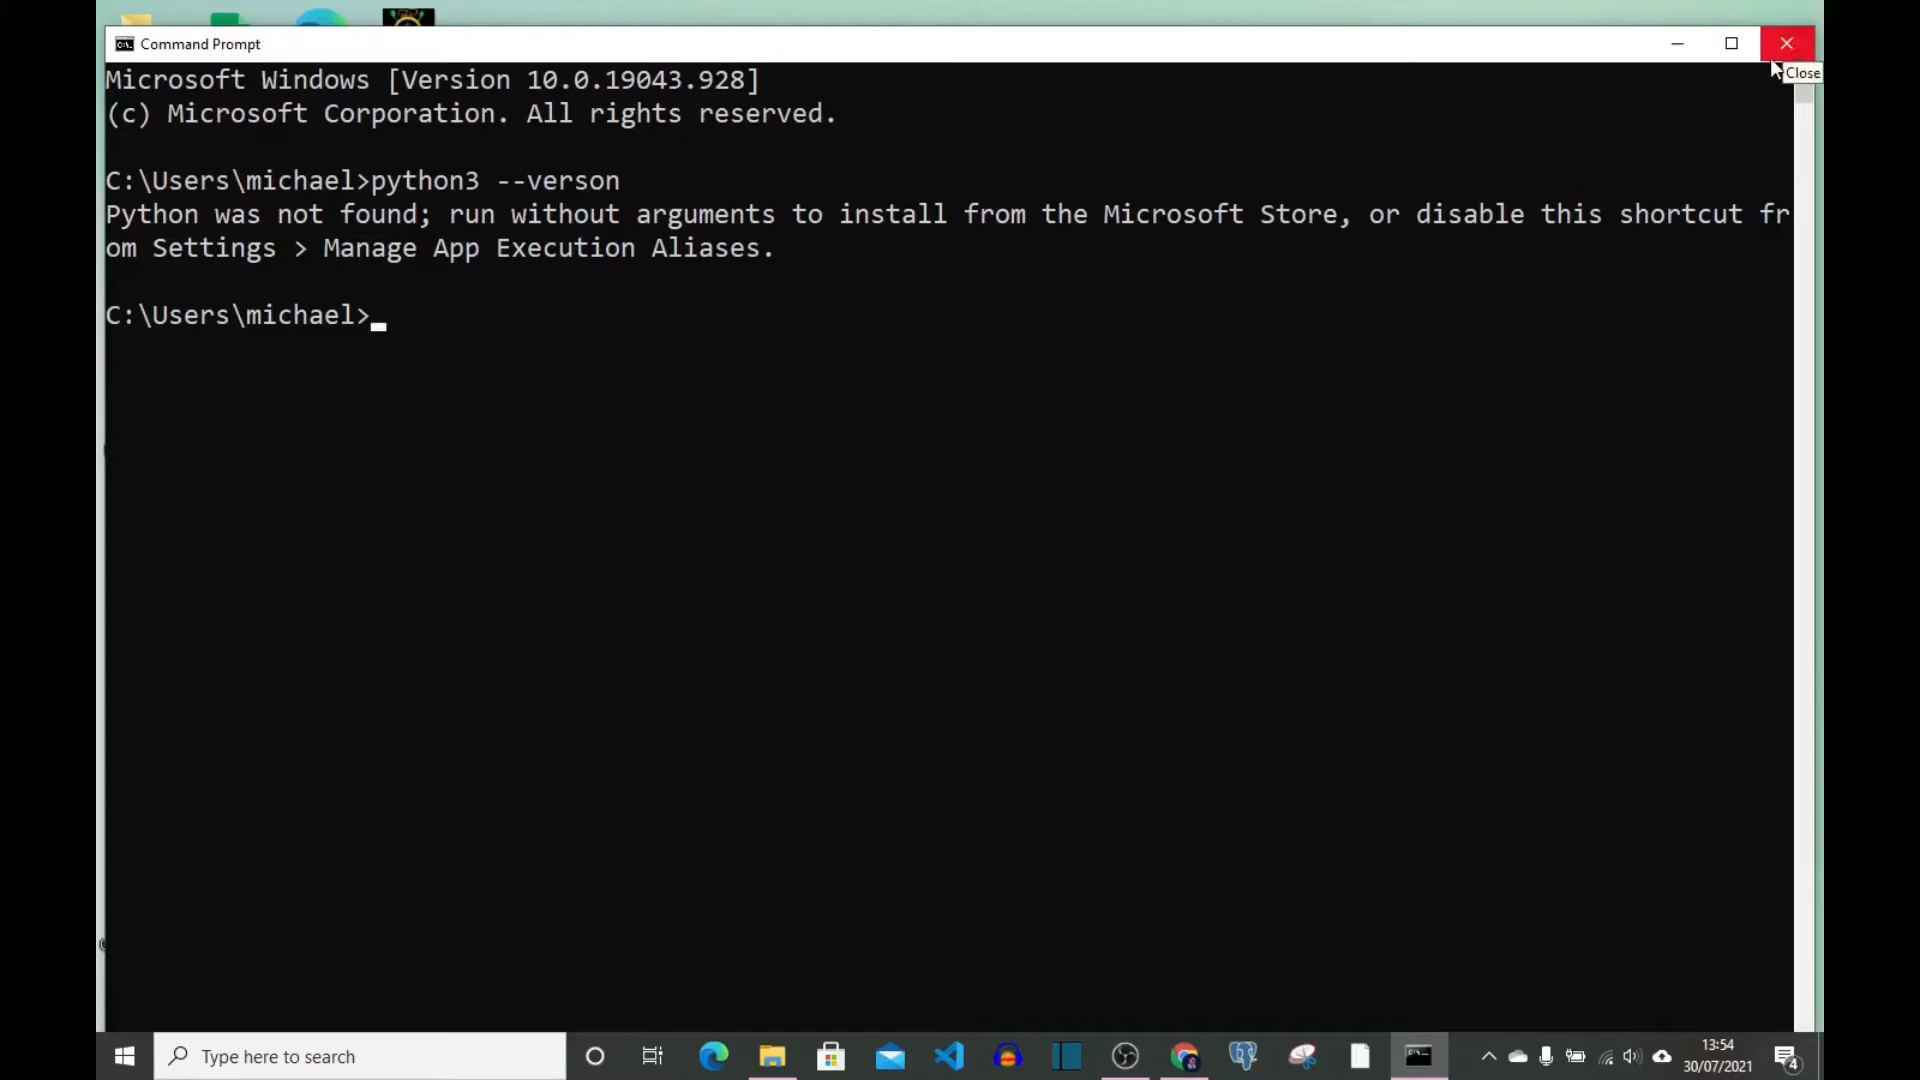 Command Prompt
Close
Microsoft Windows [Version 10.0.19043.928]
(c) Microsoft Corporation. All rights reserved.
C:\Users\michael>python3 --verson
Python was not found; run without arguments to install from the Microsoft Store, or disable this shortcut fr
om Settings > Manage App Execution Aliases.
C:\Users\michael>
Type here to search
13:54
30/07/2021
4